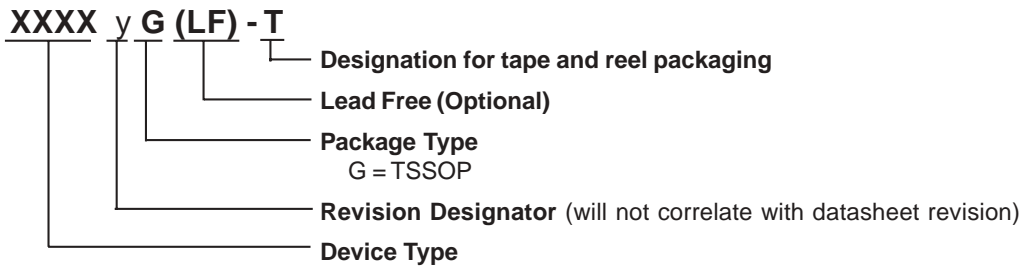 XXXX y G (LF) - T
Designation for tape and reel packaging
Lead Free (Optional)
Package Type
G = TSSOP
Revision Designator (will not correlate with datasheet revision)
Device Type